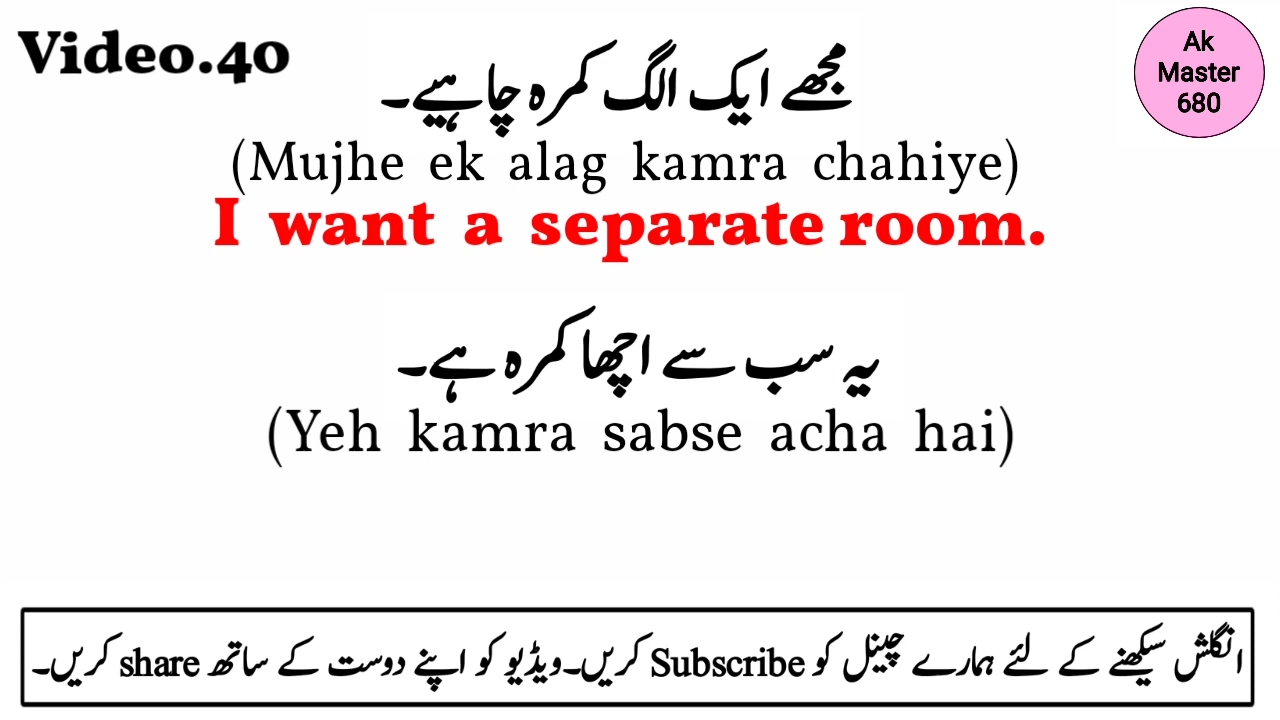 Video.40
Ak
Master
680
مجھے ایک الگ کمرہ چاہیے۔
(Mujhe ek alag kamra chahiye)
I want a separate room.
یہ سب سے اچھا کمرہ ہے۔
(Yeh kamra sabse acha hai)
انگلش سیکھنے کے لئے ہمارے چینل کو Subscribe کریں۔ویڈیو کو اپنے دوست کے ساتھ share کریں۔